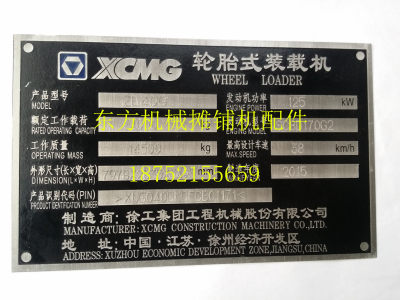 XCMG 轮胎式装载机
WHEEL LOADER
产品型号 发动机功率 125 kW
MODEL ENGINE POWER
额定工作载荷
RATED OPERATING CAPACITY
东方机械摊铺机配件
工作质量 kg 最高设计车速 38 km/h
OPERATING MASS MAX.SPEED
18752155659
外形尺寸(长×宽×高) 2015
DIMENSION(L×W×H)
产品识别代码(PIN)
PRODUCT IDENTIFICATION NUMBER
制造商: 徐工集团工程机械股份有限公司
MANUFACTURER: XCMG CONSTRUCTION MACHINERY CO.,LTD
地 址: 中国·江苏·徐州经济开发区
ADDRESS: XUZHOU ECONOMIC DEVELOPMENT ZONE,JIANGSU,CHINA